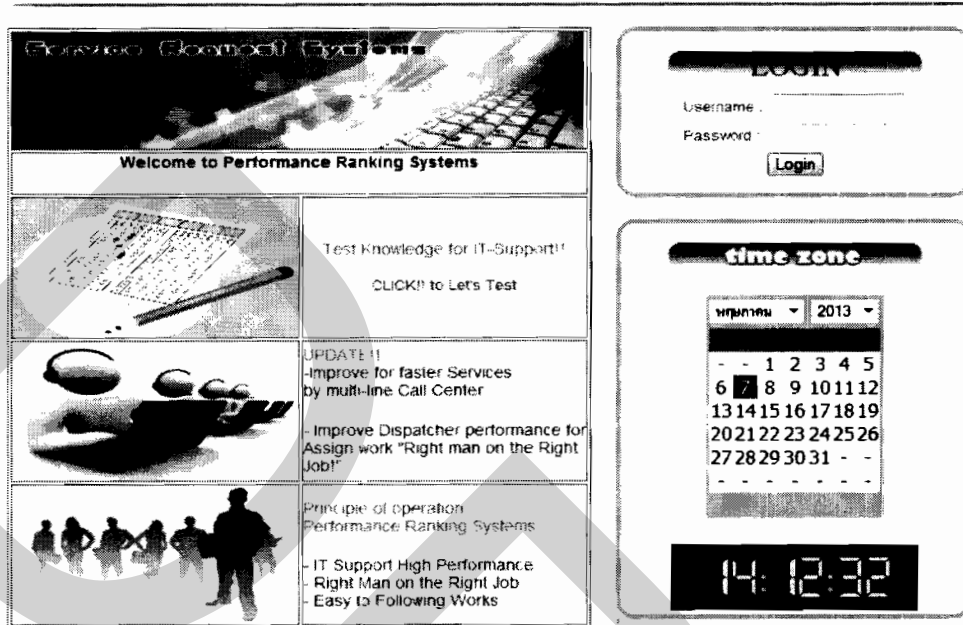 Service Request Systems
Welcome to Performance Ranking Systems
Test Knowledge for IT-Support!!
CLICK!! to Let's Test
UPDATE !!
-Improve for faster Services
by multi-line Call Center
- Improve Dispatcher performance for
Assign work "Right man on the Right
Job!"
Principle of operation
Performance Ranking Systems
- IT Support High Performance
- Right Man on the Right Job
- Easy to Following Works
LOGIN
Username :
Password :
Login
time zone
พฤษภาคม 2013
- - 1 2 3 4 5
6 7 8 9 10 11 12
13 14 15 16 17 18 19
20 21 22 23 24 25 26
27 28 29 30 31 - -
- - - - - - -
14:12:32